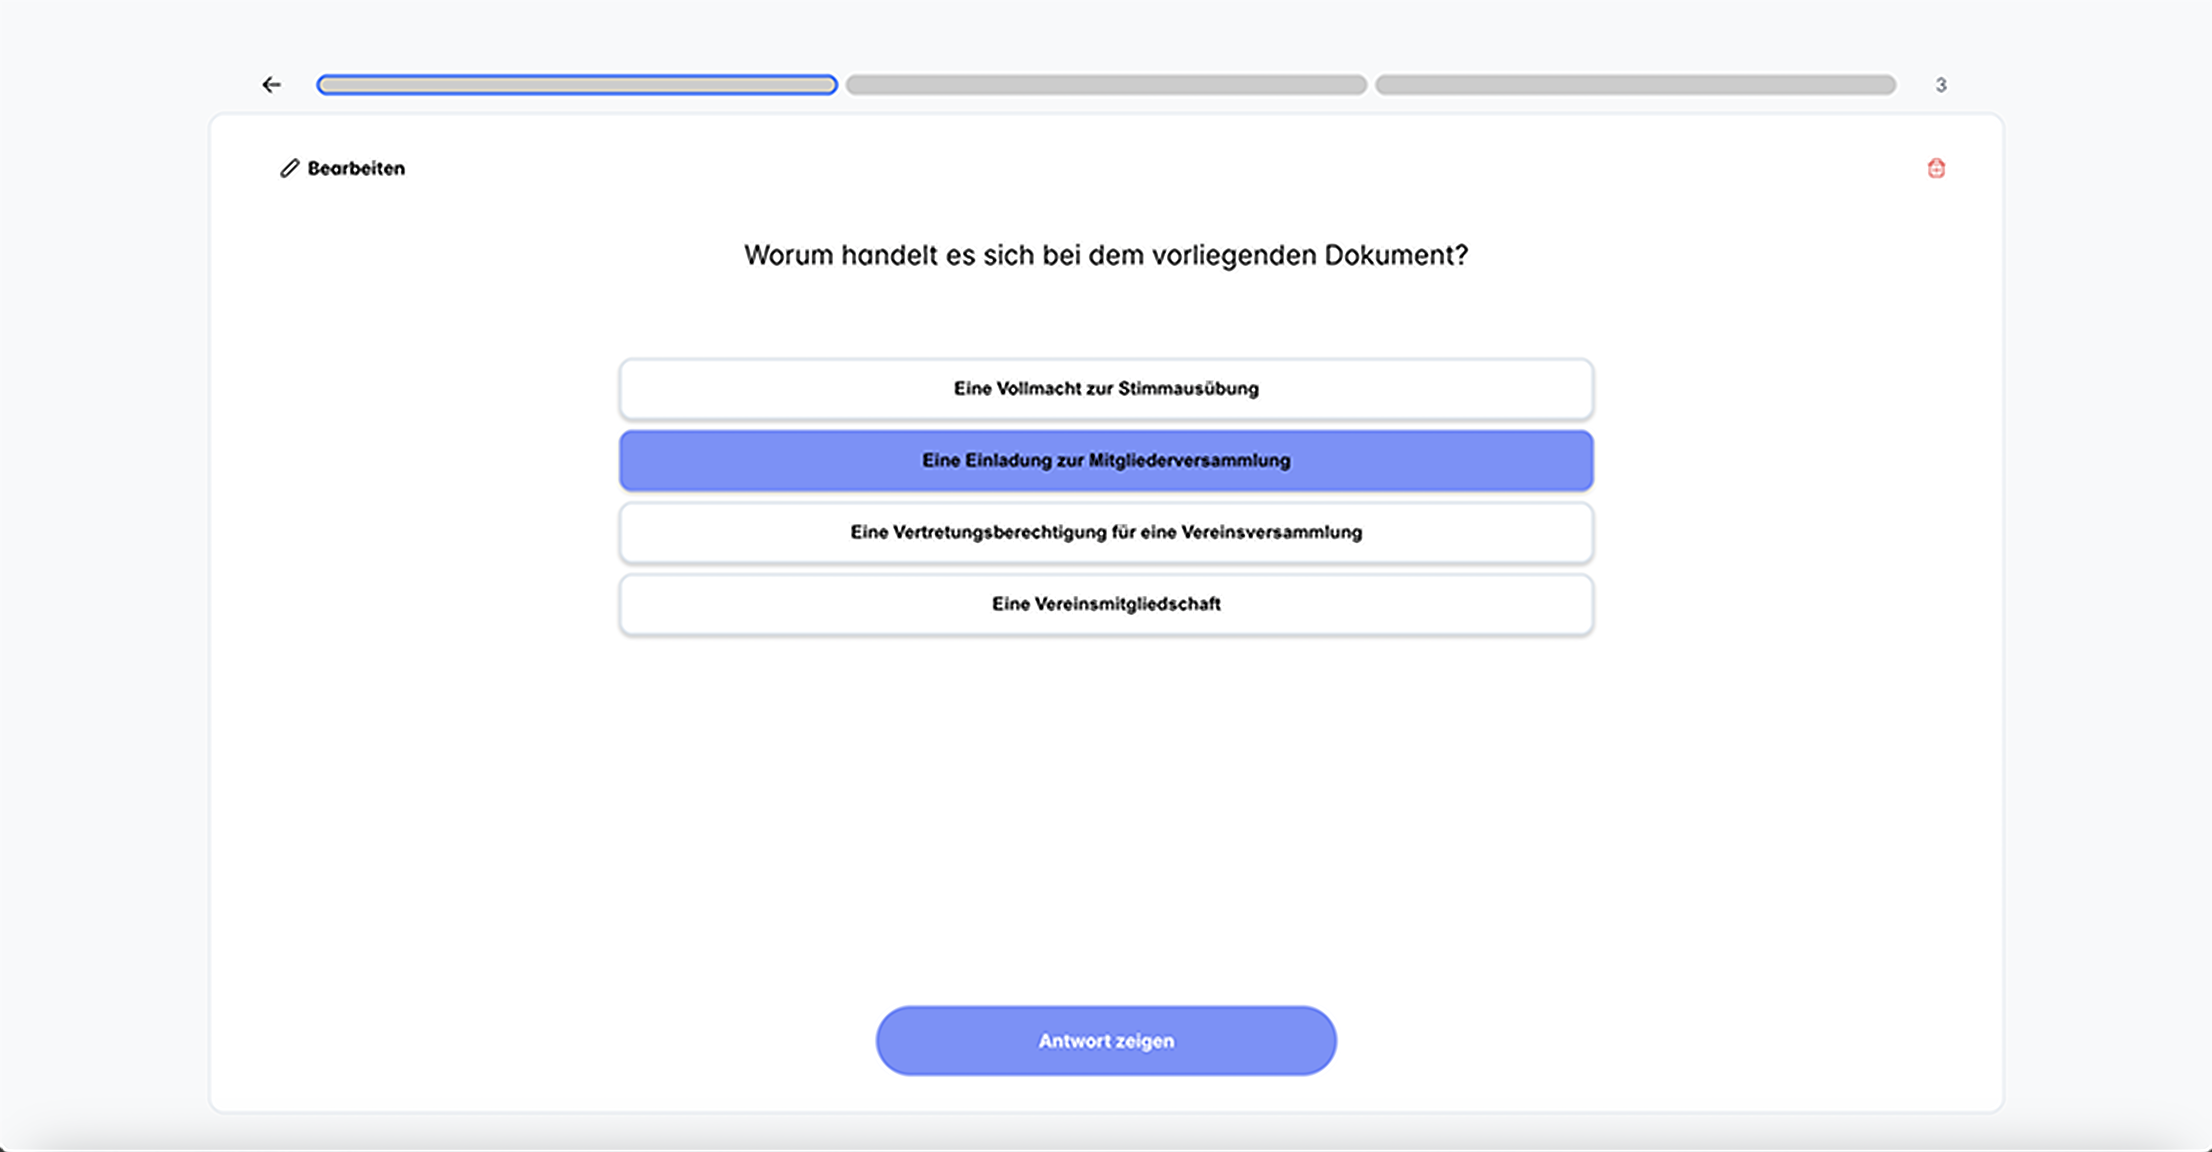 3
Bearbeiten
Worum handelt es sich bei dem vorliegenden Dokument?
Eine Vollmacht zur Stimmausübung
Eine Einladung zur Mitgliederversammlung
Eine Vertretungsberechtigung für eine Vereinsversammlung
Eine Vereinsmitgliedschaft
Antwort zeigen